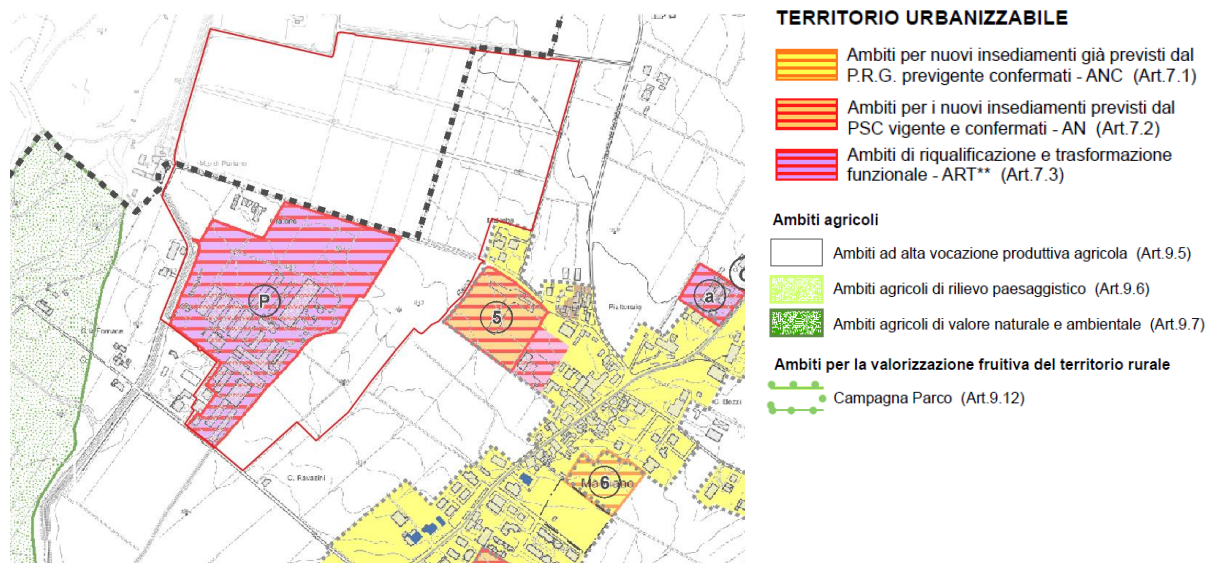 TERRITORIO URBANIZZABILE
Ambiti per nuovi insediamenti già previsti dal
P.R.G. previgente confermati - ANC (Art.7.1)
Ambiti per i nuovi insediamenti previsti dal
PSC vigente e confermati - AN (Art.7.2)
Ambiti di riqualificazione e trasformazione
funzionale - ART** (Art.7.3)
Ambiti agricoli
Ambiti ad alta vocazione produttiva agricola (Art.9.5)
Ambiti agricoli di rilievo paesaggistico (Art.9.6)
Ambiti agricoli di valore naturale e ambientale (Art.9.7)
Ambiti per la valorizzazione fruitiva del territorio rurale
Campagna Parco (Art.9.12)
P
5
a
6
C. Ravazini